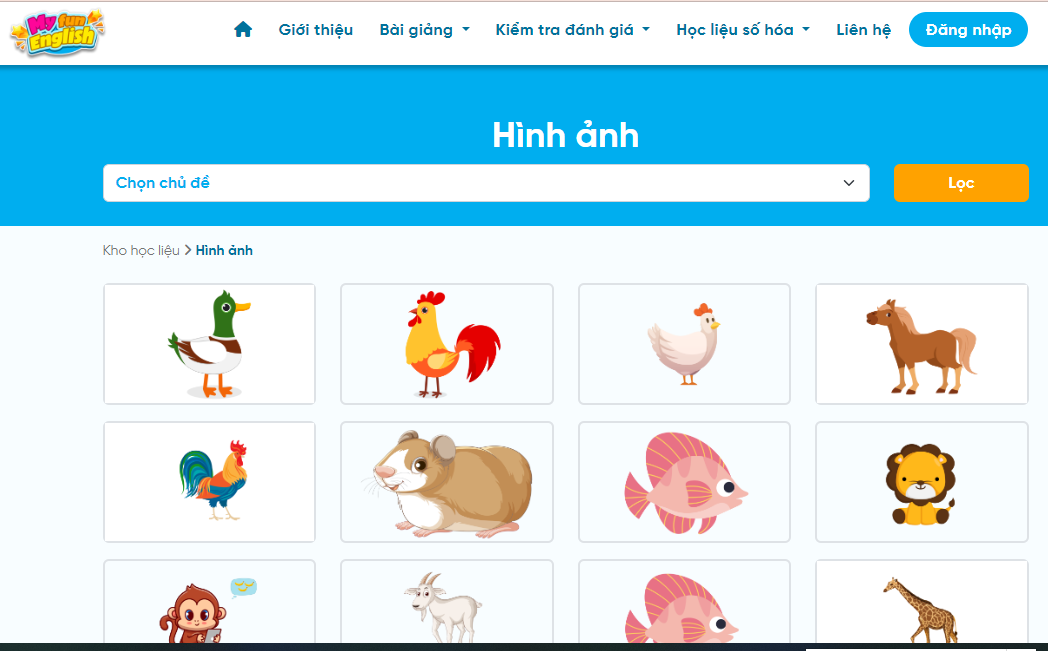 My fun
English
Giới thiệu
Bài giảng
Kiểm tra đánh giá
Học liệu số hóa
Liên hệ
Đăng nhập
Hình ảnh
Chọn chủ đề
Lọc
Kho học liệu > Hình ảnh